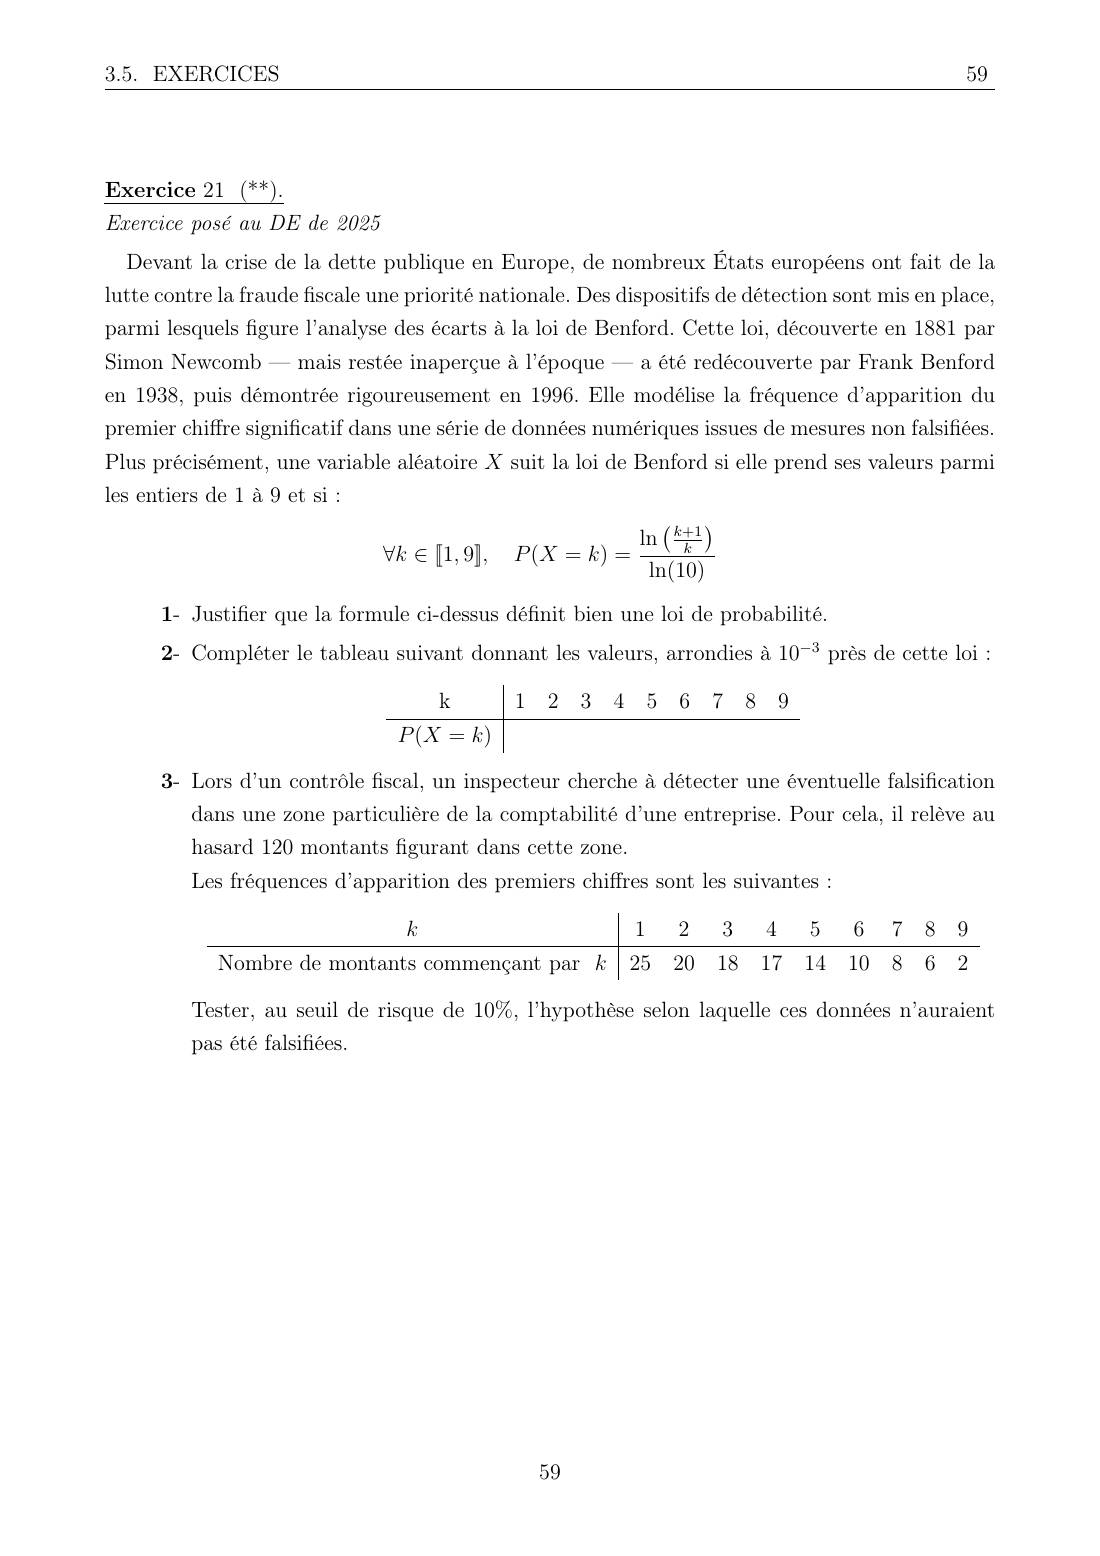 3.5. EXERCICES 59
Exercice 21 (**).
Exercice posé au DE de 2025
Devant la crise de la dette publique en Europe, de nombreux États européens ont fait de la
lutte contre la fraude fiscale une priorité nationale. Des dispositifs de détection sont mis en place,
parmi lesquels figure l'analyse des écarts à la loi de Benford. Cette loi, découverte en 1881 par
Simon Newcomb — mais restée inaperçue à l'époque — a été redécouverte par Frank Benford
en 1938, puis démontrée rigoureusement en 1996. Elle modélise la fréquence d'apparition du
premier chiffre significatif dans une série de données numériques issues de mesures non falsifiées.
Plus précisément, une variable aléatoire X suit la loi de Benford si elle prend ses valeurs parmi
les entiers de 1 à 9 et si :
∀k ∈ ⟦1, 9⟧, P(X = k) = ln((k+1)/k) / ln(10)
1- Justifier que la formule ci-dessus définit bien une loi de probabilité.
2- Compléter le tableau suivant donnant les valeurs, arrondies à 10⁻³ près de cette loi :
k 1 2 3 4 5 6 7 8 9
P(X = k)
3- Lors d'un contrôle fiscal, un inspecteur cherche à détecter une éventuelle falsification
dans une zone particulière de la comptabilité d'une entreprise. Pour cela, il relève au
hasard 120 montants figurant dans cette zone.
Les fréquences d'apparition des premiers chiffres sont les suivantes :
k 1 2 3 4 5 6 7 8 9
Nombre de montants commençant par k 25 20 18 17 14 10 8 6 2
Tester, au seuil de risque de 10%, l'hypothèse selon laquelle ces données n'auraient
pas été falsifiées.
59